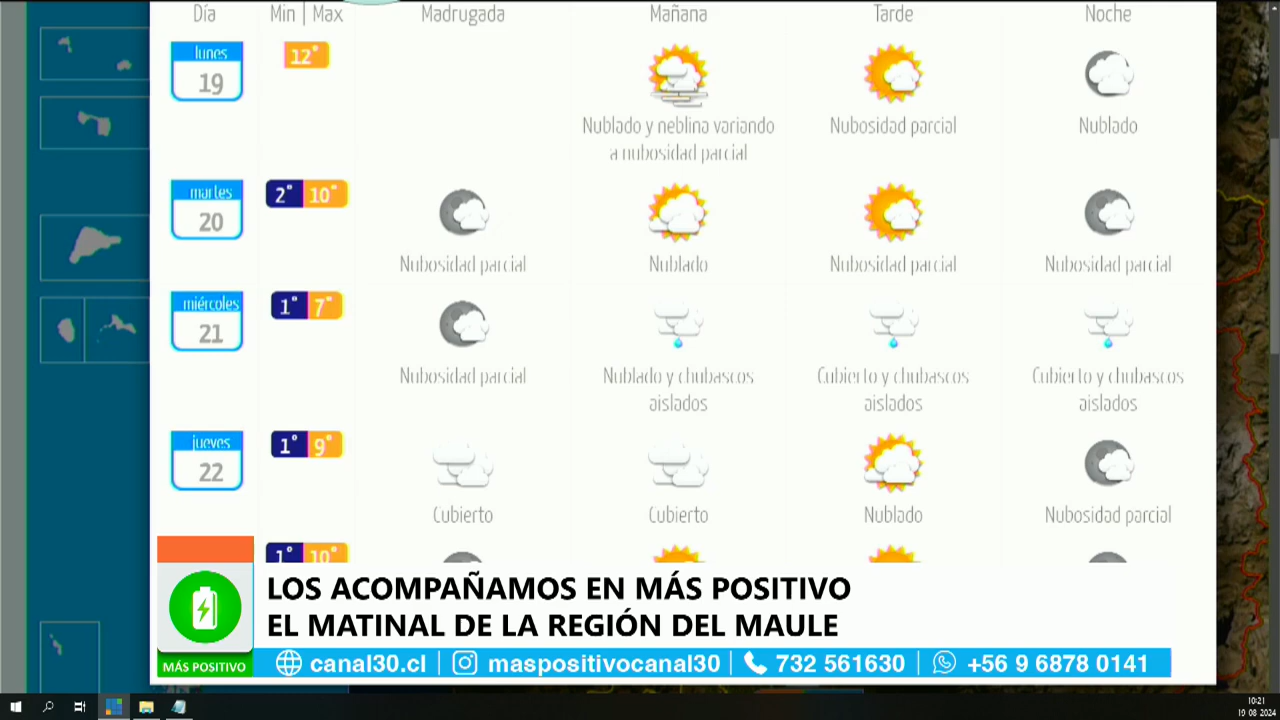 Día Min | Max Madrugada Mañana Tarde Noche
lunes
19
12°
Nublado y neblina variando
a nubosidad parcial
Nubosidad parcial
Nublado
martes
20
2° 10°
Nubosidad parcial
Nublado
Nubosidad parcial
Nubosidad parcial
miércoles
21
1° 7°
Nubosidad parcial
Nublado y chubascos
aislados
Cubierto y chubascos
aislados
Cubierto y chubascos
aislados
jueves
22
1° 9°
Cubierto
Cubierto
Nublado
Nubosidad parcial
1° 10°
LOS ACOMPAÑAMOS EN MÁS POSITIVO
EL MATINAL DE LA REGIÓN DEL MAULE
MÁS POSITIVO
canal30.cl | maspositivocanal30 | 732 561630 | +56 9 6878 0141
10:21
19-08-2024